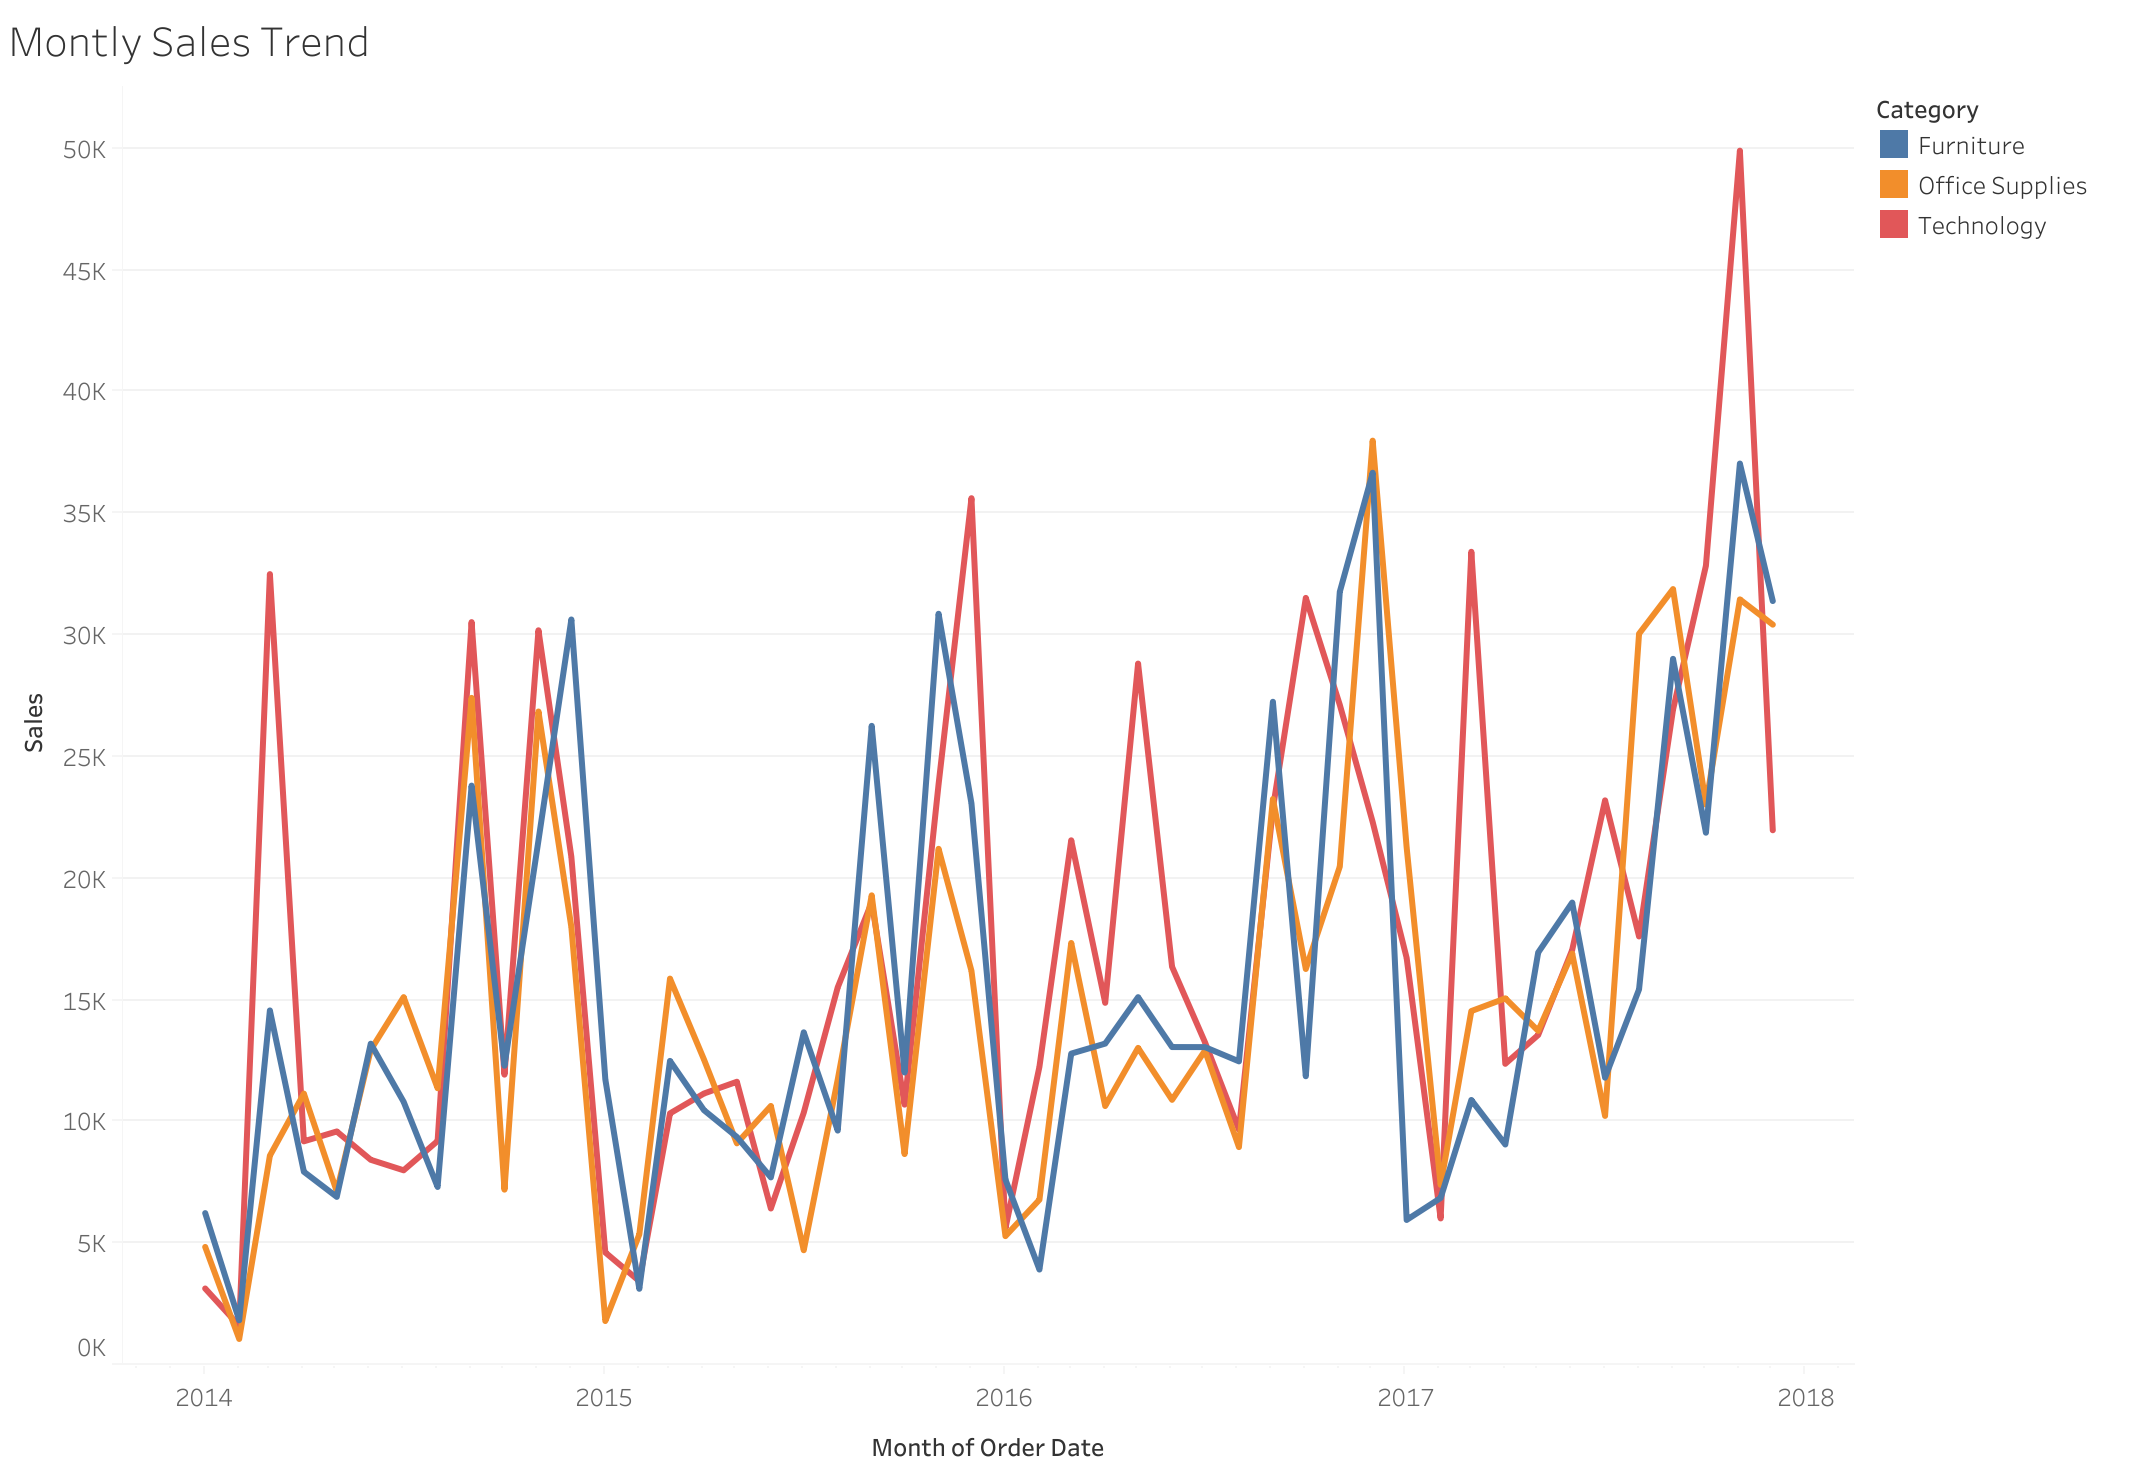 Montly Sales Trend
Category
Furniture
Office Supplies
Technology
50K
45K
40K
35K
30K
25K
20K
15K
10K
5K
0K
Sales
2014
2015
2016
2017
2018
Month of Order Date